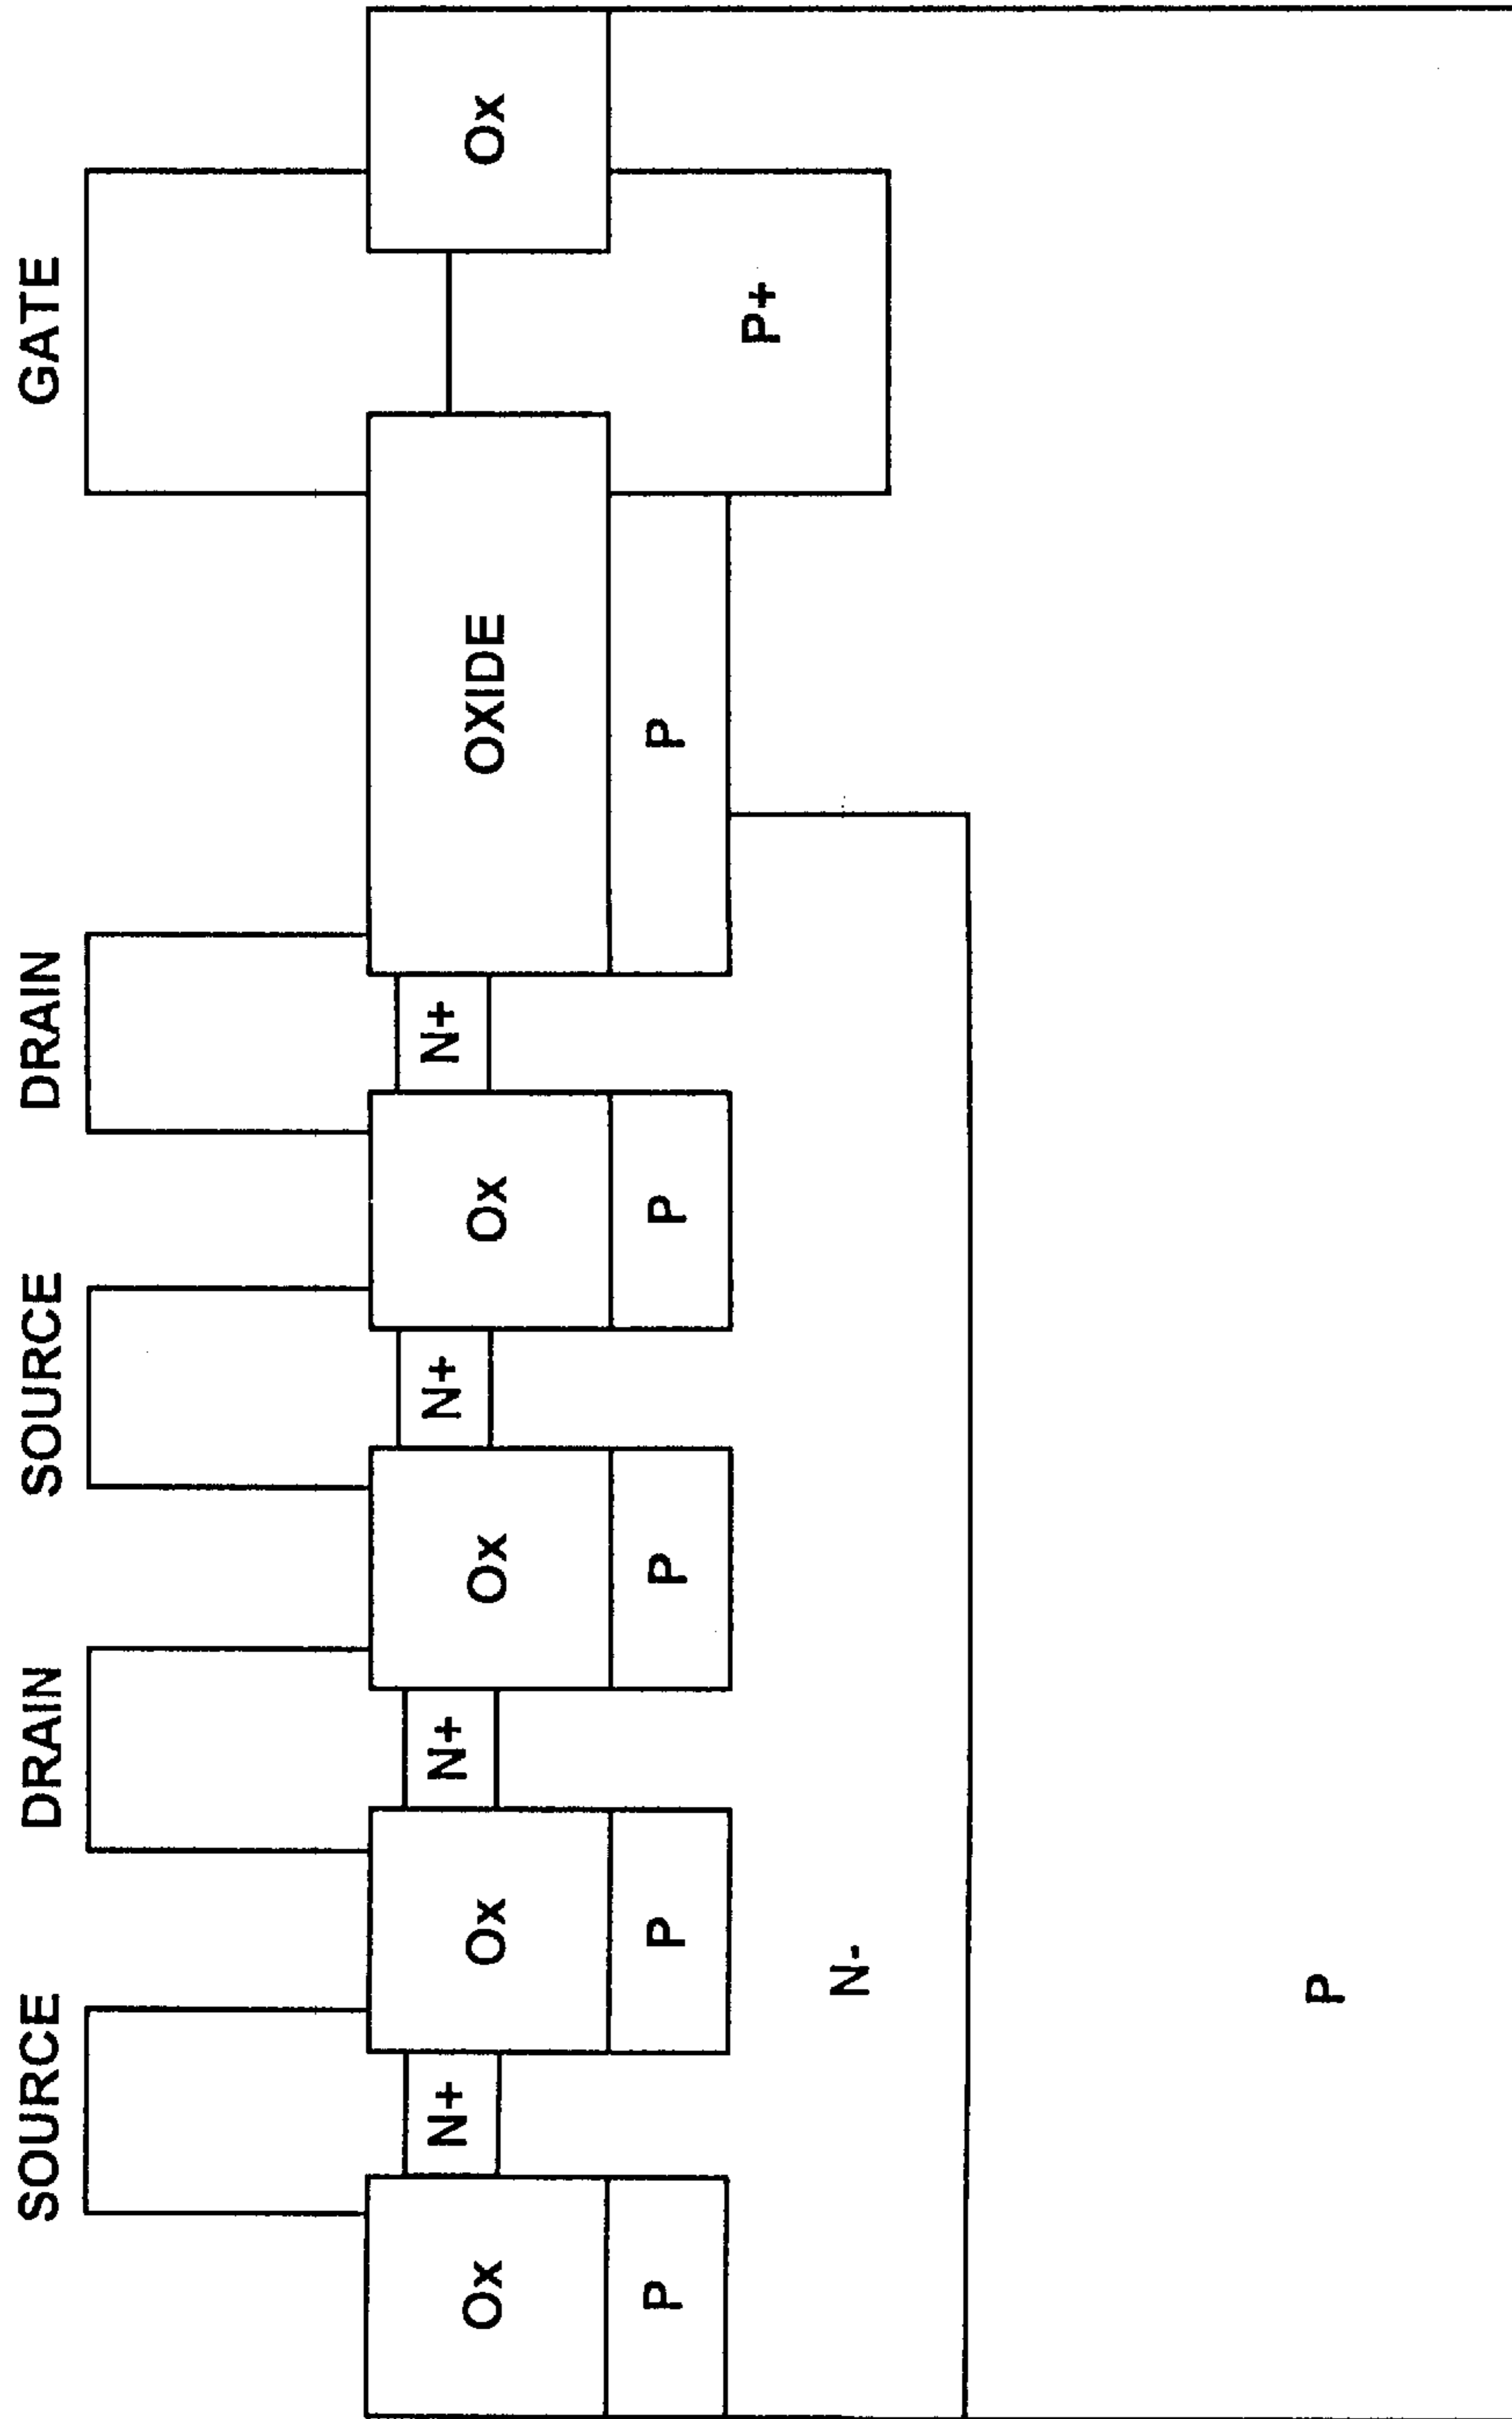 SOURCE DRAIN SOURCE DRAIN GATE
N+ N+ N+ N+
Ox Ox Ox Ox OXIDE Ox
P P P P P
P+
N-
P